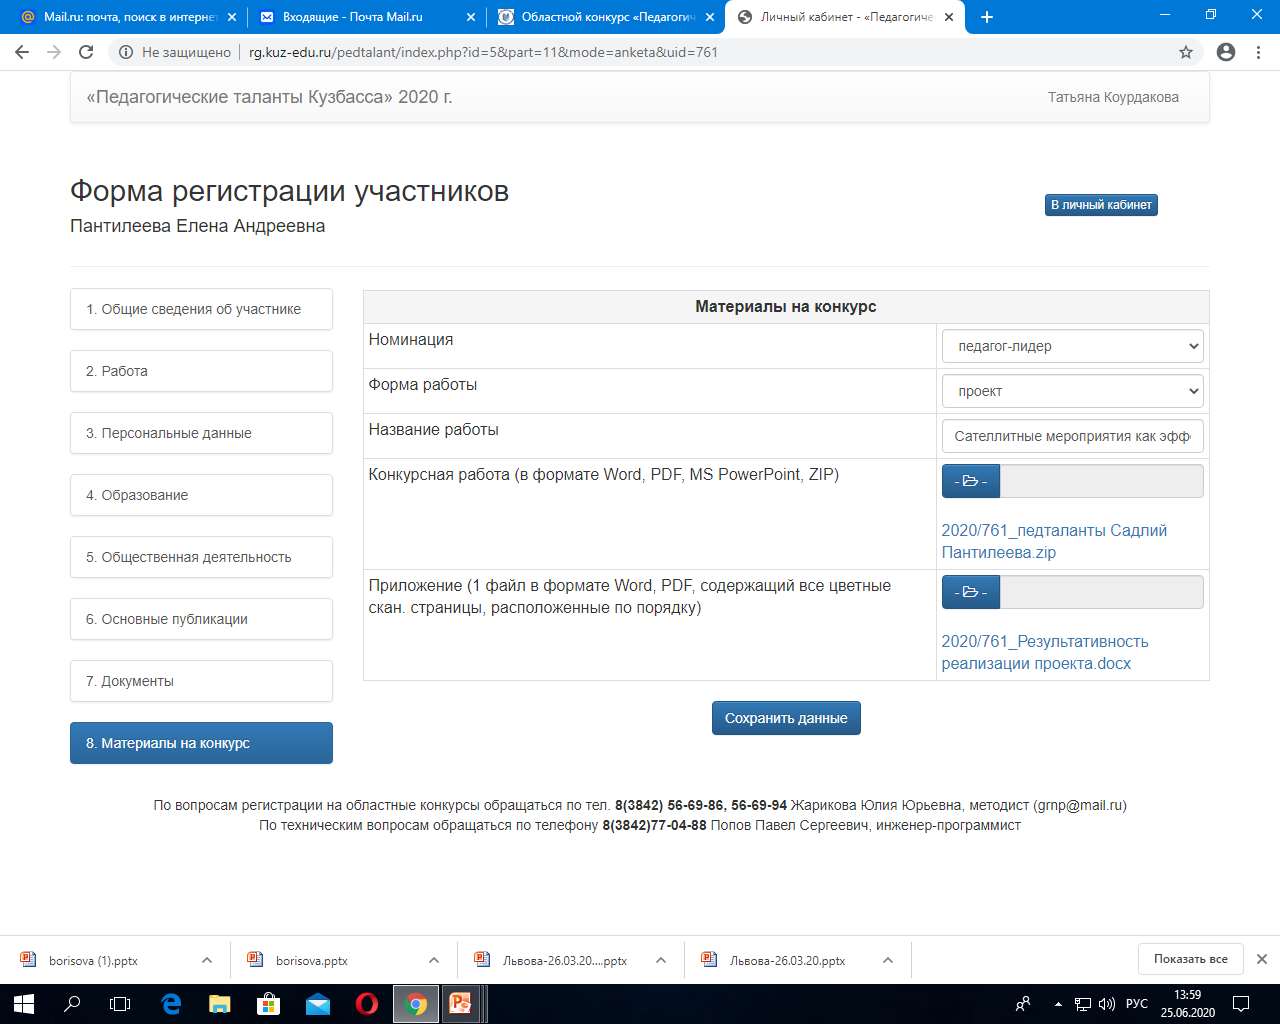 Mail.ru: почта, поиск в интернет
Входящие - Почта Mail.ru
Областной конкурс «Педагогич
Личный кабинет - «Педагогиче
Не защищено
rg.kuz-edu.ru/pedtalant/index.php?id=5&part=11&mode=anketa&uid=761
«Педагогические таланты Кузбасса» 2020 г.
Татьяна Коурдакова
Форма регистрации участников
В личный кабинет
Пантилеева Елена Андреевна
1. Общие сведения об участнике
2. Работа
3. Персональные данные
4. Образование
5. Общественная деятельность
6. Основные публикации
7. Документы
8. Материалы на конкурс
Материалы на конкурс
Номинация
педагог-лидер
Форма работы
проект
Название работы
Сателлитные мероприятия как эффе
Конкурсная работа (в формате Word, PDF, MS PowerPoint, ZIP)
2020/761_педталанты Садлий
Пантилеева.zip
Приложение (1 файл в формате Word, PDF, содержащий все цветные
скан. страницы, расположенные по порядку)
2020/761_Результативность
реализации проекта.docx
Сохранить данные
По вопросам регистрации на областные конкурсы обращаться по тел. 8(3842) 56-69-86, 56-69-94 Жарикова Юлия Юрьевна, методист (grnp@mail.ru)
По техническим вопросам обращаться по телефону 8(3842)77-04-88 Попов Павел Сергеевич, инженер-программист
borisova (1).pptx
borisova.pptx
Львова-26.03.20....pptx
Львова-26.03.20.pptx
Показать все
РУС
13:59
25.06.2020